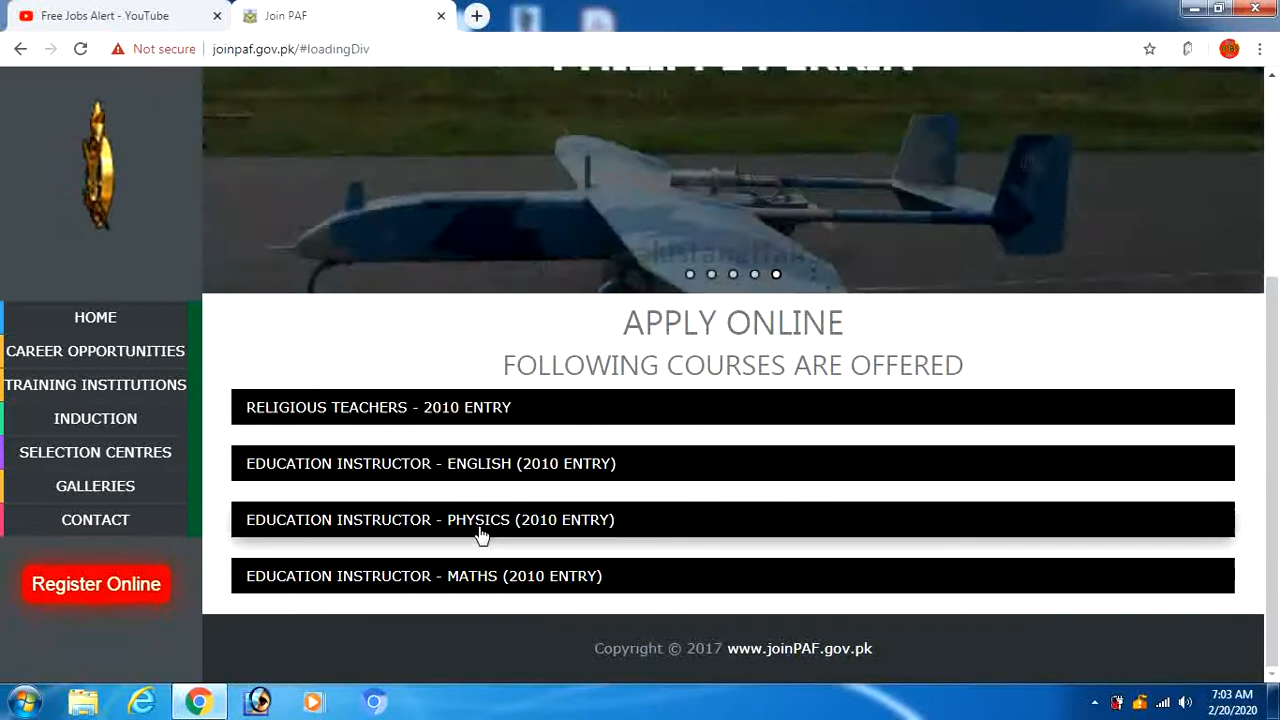 Free Jobs Alert - YouTube
Join PAF
Not secure
joinpaf.gov.pk/#loadingDiv
HOME
CAREER OPPORTUNITIES
TRAINING INSTITUTIONS
INDUCTION
SELECTION CENTRES
GALLERIES
CONTACT
Register Online
APPLY ONLINE
FOLLOWING COURSES ARE OFFERED
RELIGIOUS TEACHERS - 2010 ENTRY
EDUCATION INSTRUCTOR - ENGLISH (2010 ENTRY)
EDUCATION INSTRUCTOR - PHYSICS (2010 ENTRY)
EDUCATION INSTRUCTOR - MATHS (2010 ENTRY)
Copyright © 2017 www.joinPAF.gov.pk
7:03 AM
2/20/2020